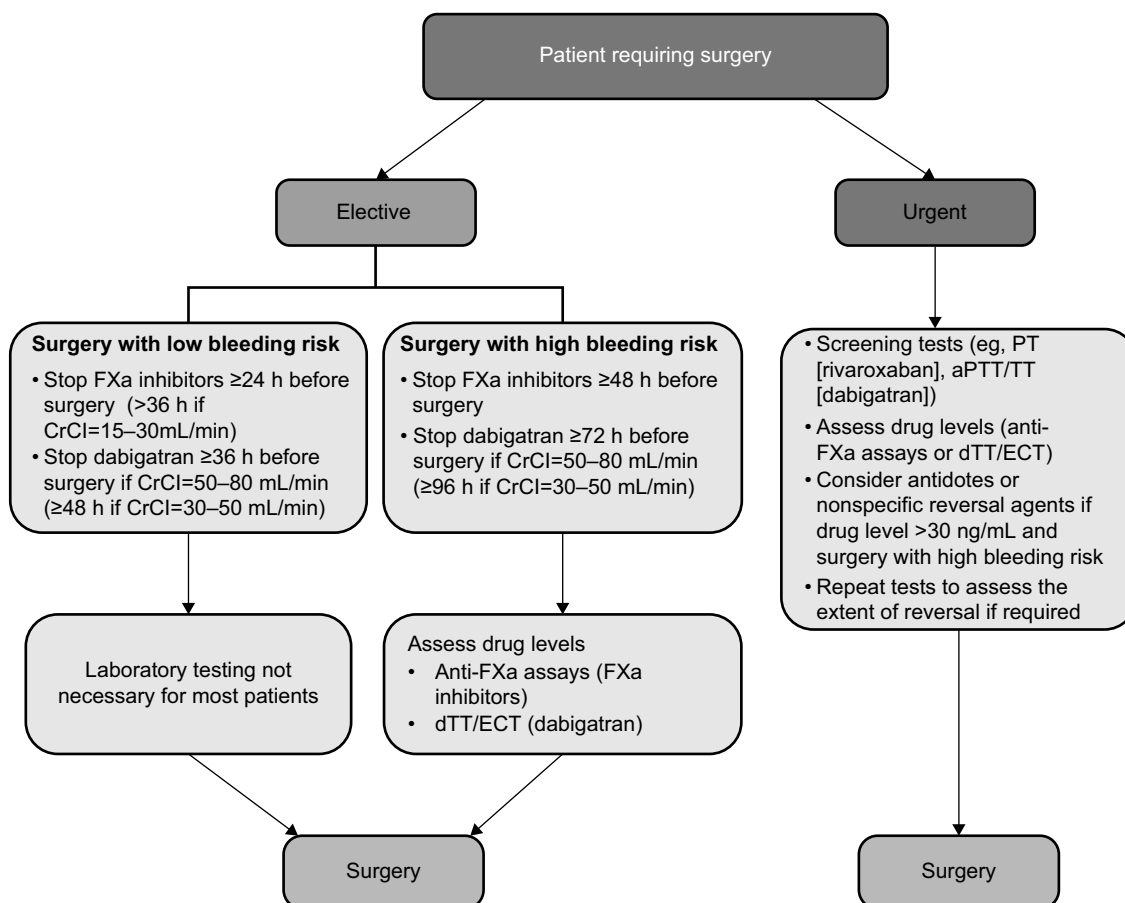 Patient requiring surgery
Elective
Urgent
Surgery with low bleeding risk
• Stop FXa inhibitors ≥24 h before
surgery (>36 h if
CrCI=15–30mL/min)
• Stop dabigatran ≥36 h before
surgery if CrCI=50–80 mL/min
(≥48 h if CrCI=30–50 mL/min)
Surgery with high bleeding risk
• Stop FXa inhibitors ≥48 h before
surgery
• Stop dabigatran ≥72 h before
surgery if CrCI=50–80 mL/min
(≥96 h if CrCI=30–50 mL/min)
• Screening tests (eg, PT
[rivaroxaban], aPTT/TT
[dabigatran])
• Assess drug levels (anti-
FXa assays or dTT/ECT)
• Consider antidotes or
nonspecific reversal agents if
drug level >30 ng/mL and
surgery with high bleeding risk
• Repeat tests to assess the
extent of reversal if required
Laboratory testing not
necessary for most patients
Assess drug levels
• Anti-FXa assays (FXa
inhibitors)
• dTT/ECT (dabigatran)
Surgery
Surgery